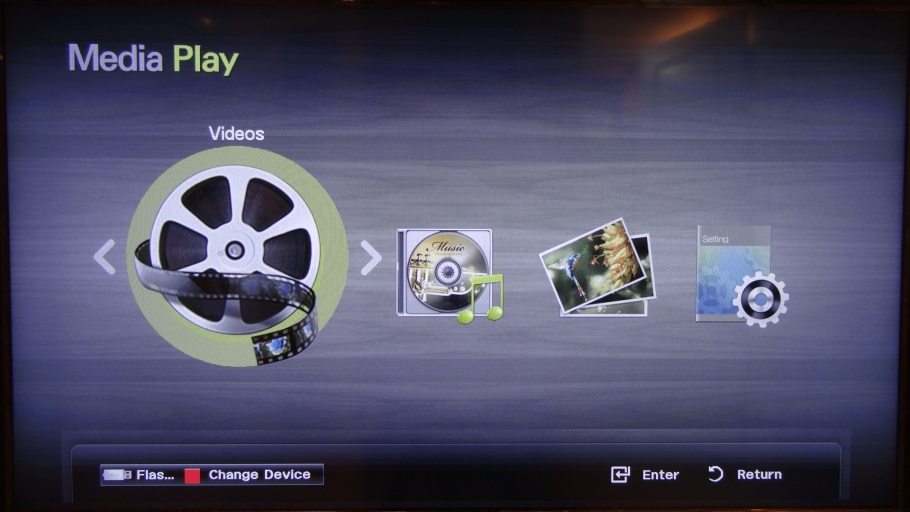 Media Play
Videos
Music
Setting
Flas... Change Device Enter Return